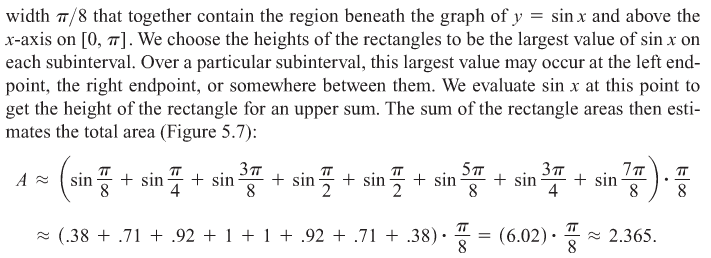 width π/8 that together contain the region beneath the graph of y = sin x and above the
x-axis on [0, π]. We choose the heights of the rectangles to be the largest value of sin x on
each subinterval. Over a particular subinterval, this largest value may occur at the left end-
point, the right endpoint, or somewhere between them. We evaluate sin x at this point to
get the height of the rectangle for an upper sum. The sum of the rectangle areas then esti-
mates the total area (Figure 5.7):
A ≈ (sin π/8 + sin π/4 + sin 3π/8 + sin π/2 + sin π/2 + sin 5π/8 + sin 3π/4 + sin 7π/8) · π/8
≈ (.38 + .71 + .92 + 1 + 1 + .92 + .71 + .38) · π/8 = (6.02) · π/8 ≈ 2.365.